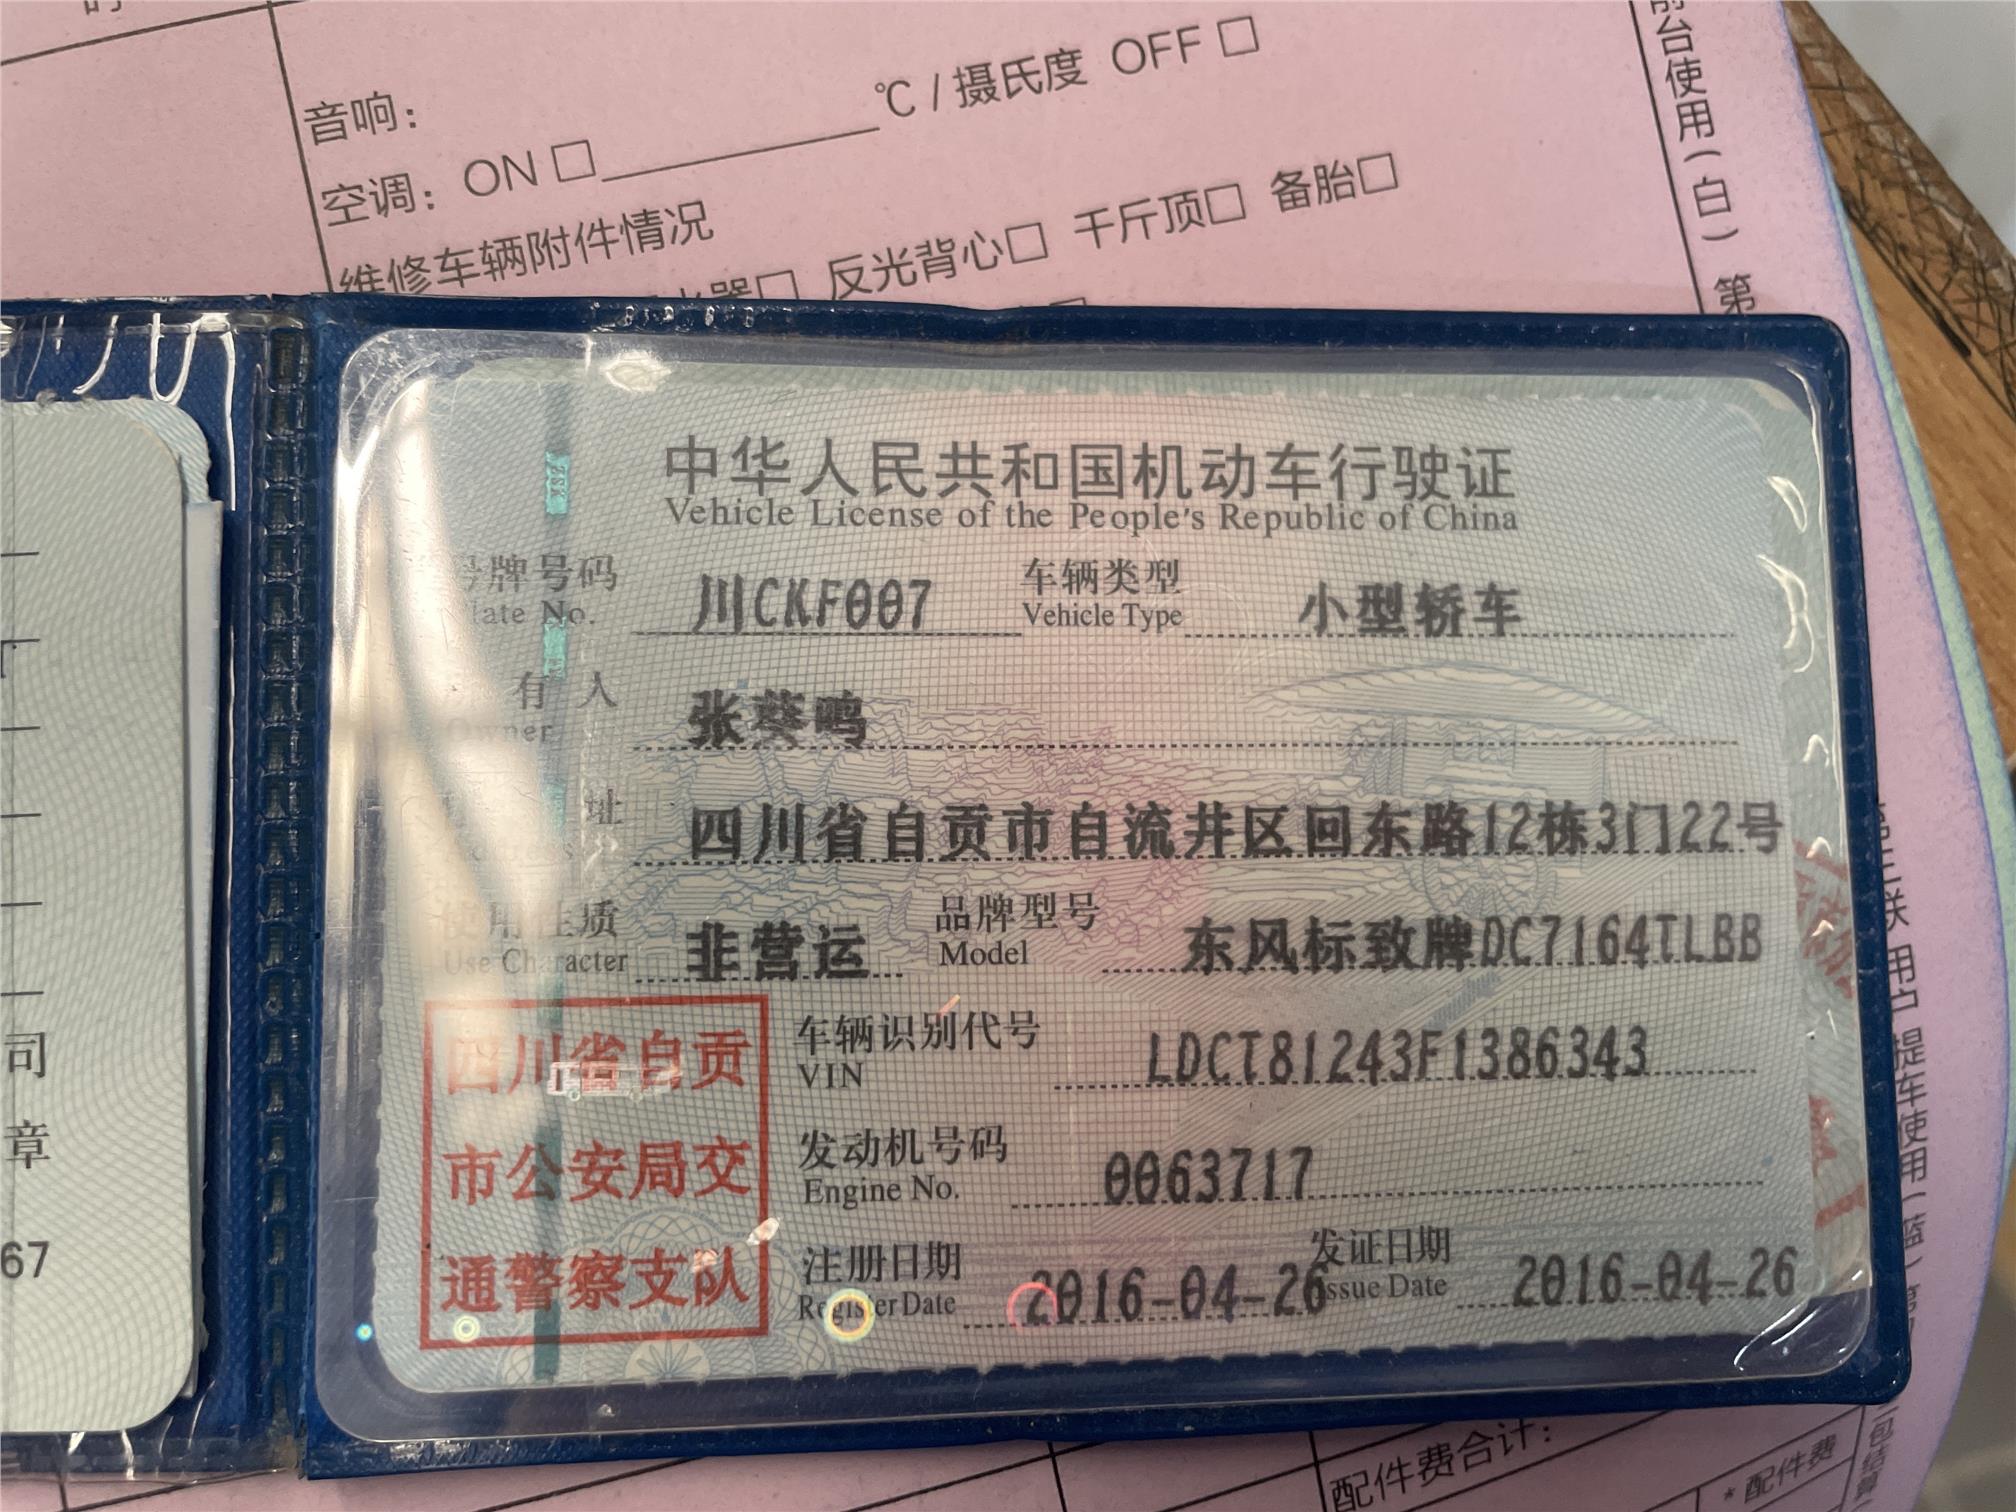 音响：
空调：ON □ ℃ / 摄氏度 OFF □
维修车辆附件情况
反光背心□ 千斤顶□ 备胎□
台使用(白) 第
中华人民共和国机动车行驶证
Vehicle License of the People's Republic of China
牌号码 川CKF007 车辆类型 小型轿车
No. Vehicle Type
有人 张葵鸣
Owner
址 四川省自贡市自流井区回东路12栋3门22号
使用性质 非营运 品牌型号 东风标致牌DC7164TLBB
Use Character Model
四川省自贡
市公安局交
通警察支队
车辆识别代号 LDCT81243F1386343
VIN
发动机号码 0063717
Engine No.
注册日期 2016-04-26 发证日期 2016-04-26
Register Date Issue Date
司
章
67
联 用户提车使用(蓝)
配件费合计：
*配件费
包结算